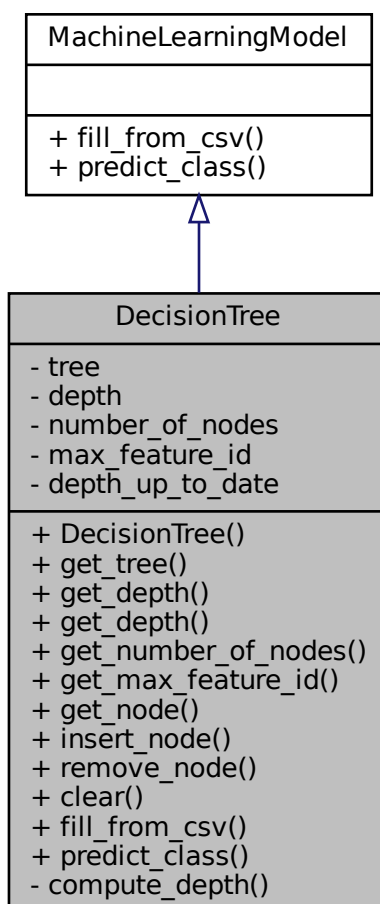 MachineLearningModel
+ fill_from_csv()
+ predict_class()
DecisionTree
- tree
- depth
- number_of_nodes
- max_feature_id
- depth_up_to_date
+ DecisionTree()
+ get_tree()
+ get_depth()
+ get_depth()
+ get_number_of_nodes()
+ get_max_feature_id()
+ get_node()
+ insert_node()
+ remove_node()
+ clear()
+ fill_from_csv()
+ predict_class()
- compute_depth()